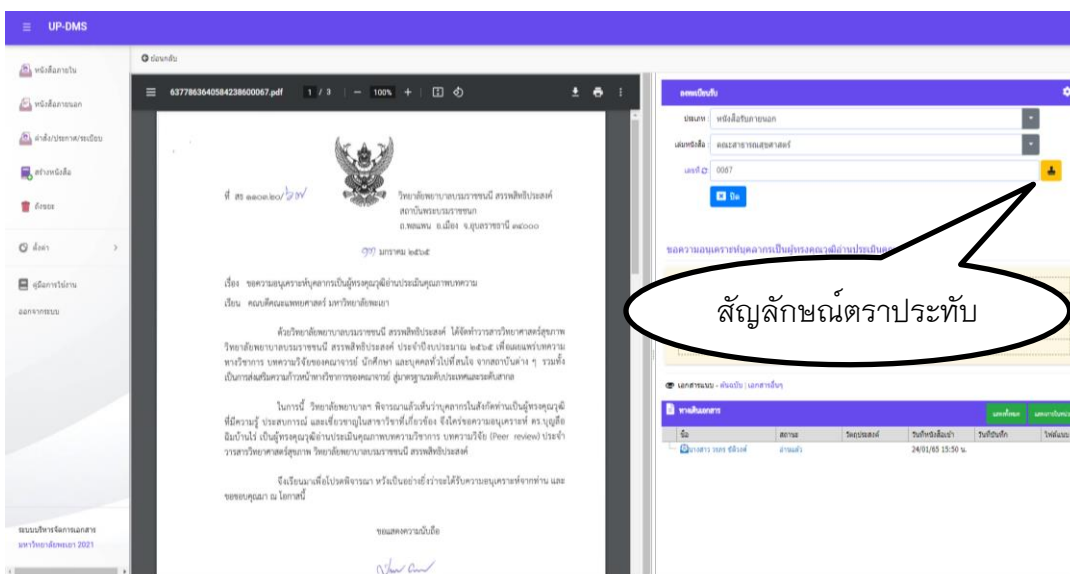 UP-DMS
หนังสือภายใน
หนังสือภายนอก
คำสั่ง/ประกาศ/ระเบียบ
สร้างหนังสือ
ถังขยะ
ตั้งค่า
คู่มือการใช้งาน
ออกจากระบบ
ระบบบริหารจัดการเอกสาร
มหาวิทยาลัยพะเยา 2021
ย้อนกลับ
6377863640584238600067.pdf 1 / 3 100%
ที่ สธ ๑๑๐๓.๒๐/
วิทยาลัยพยาบาลบรมราชชนนี สรรพสิทธิประสงค์
สถาบันพระบรมราชชนก
อ.พลแพน อ.เมือง จ.อุบลราชธานี ๓๔๐๐๐
มกราคม ๒๕๖๕
เรื่อง ขอความอนุเคราะห์บุคลากรเป็นผู้ทรงคุณวุฒิอ่านประเมินคุณภาพบทความ
เรียน คณบดีคณะแพทยศาสตร์ มหาวิทยาลัยพะเยา
ด้วยวิทยาลัยพยาบาลบรมราชชนนี สรรพสิทธิประสงค์ ได้จัดทำวารสารวิทยาศาสตร์สุขภาพ
วิทยาลัยพยาบาลบรมราชชนนี สรรพสิทธิประสงค์ ประจำปีงบประมาณ ๒๕๖๕ เพื่อเผยแพร่บทความ
ทางวิชาการ บทความวิจัยของคณาจารย์ นักศึกษา และบุคคลทั่วไปที่สนใจ จากสถาบันต่าง ๆ รวมทั้ง
เป็นการส่งเสริมความก้าวหน้าทางวิชาการของคณาจารย์ สู่มาตรฐานระดับประเทศและระดับสากล
ในการนี้ วิทยาลัยพยาบาลฯ พิจารณาแล้วเห็นว่าบุคลากรในสังกัดท่านเป็นผู้ทรงคุณวุฒิ
ที่มีความรู้ ประสบการณ์ และเชี่ยวชาญในสาขาวิชาที่เกี่ยวข้อง จึงใคร่ขอความอนุเคราะห์ ดร.บุญลือ
ฉิมบ้านไร่ เป็นผู้ทรงคุณวุฒิอ่านประเมินคุณภาพบทความวิชาการ บทความวิจัย (Peer review) ประจำ
วารสารวิทยาศาสตร์สุขภาพ วิทยาลัยพยาบาลบรมราชชนนี สรรพสิทธิประสงค์
จึงเรียนมาเพื่อโปรดพิจารณา หวังเป็นอย่างยิ่งว่าจะได้รับความอนุเคราะห์จากท่าน และ
ขอขอบคุณมา ณ โอกาสนี้
ขอแสดงความนับถือ
ลงทะเบียนรับ
ประเภท : หนังสือรับภายนอก
เล่มหนังสือ : คณะสาธารณสุขศาสตร์
เลขที่ 0067
ปิด
ขอความอนุเคราะห์บุคลากรเป็นผู้ทรงคุณวุฒิอ่านประเมินคุณ
สัญลักษณ์ตราประทับ
เอกสารแนบ - ต้นฉบับ | เอกสารอื่นๆ
ทางเดินเอกสาร
ชื่อ สถานะ วัตถุประสงค์ วันที่หนังสือเข้า วันที่บันทึก ไฟล์แนบ
นางสาว อ่านแล้ว 24/01/65 15:50 น.